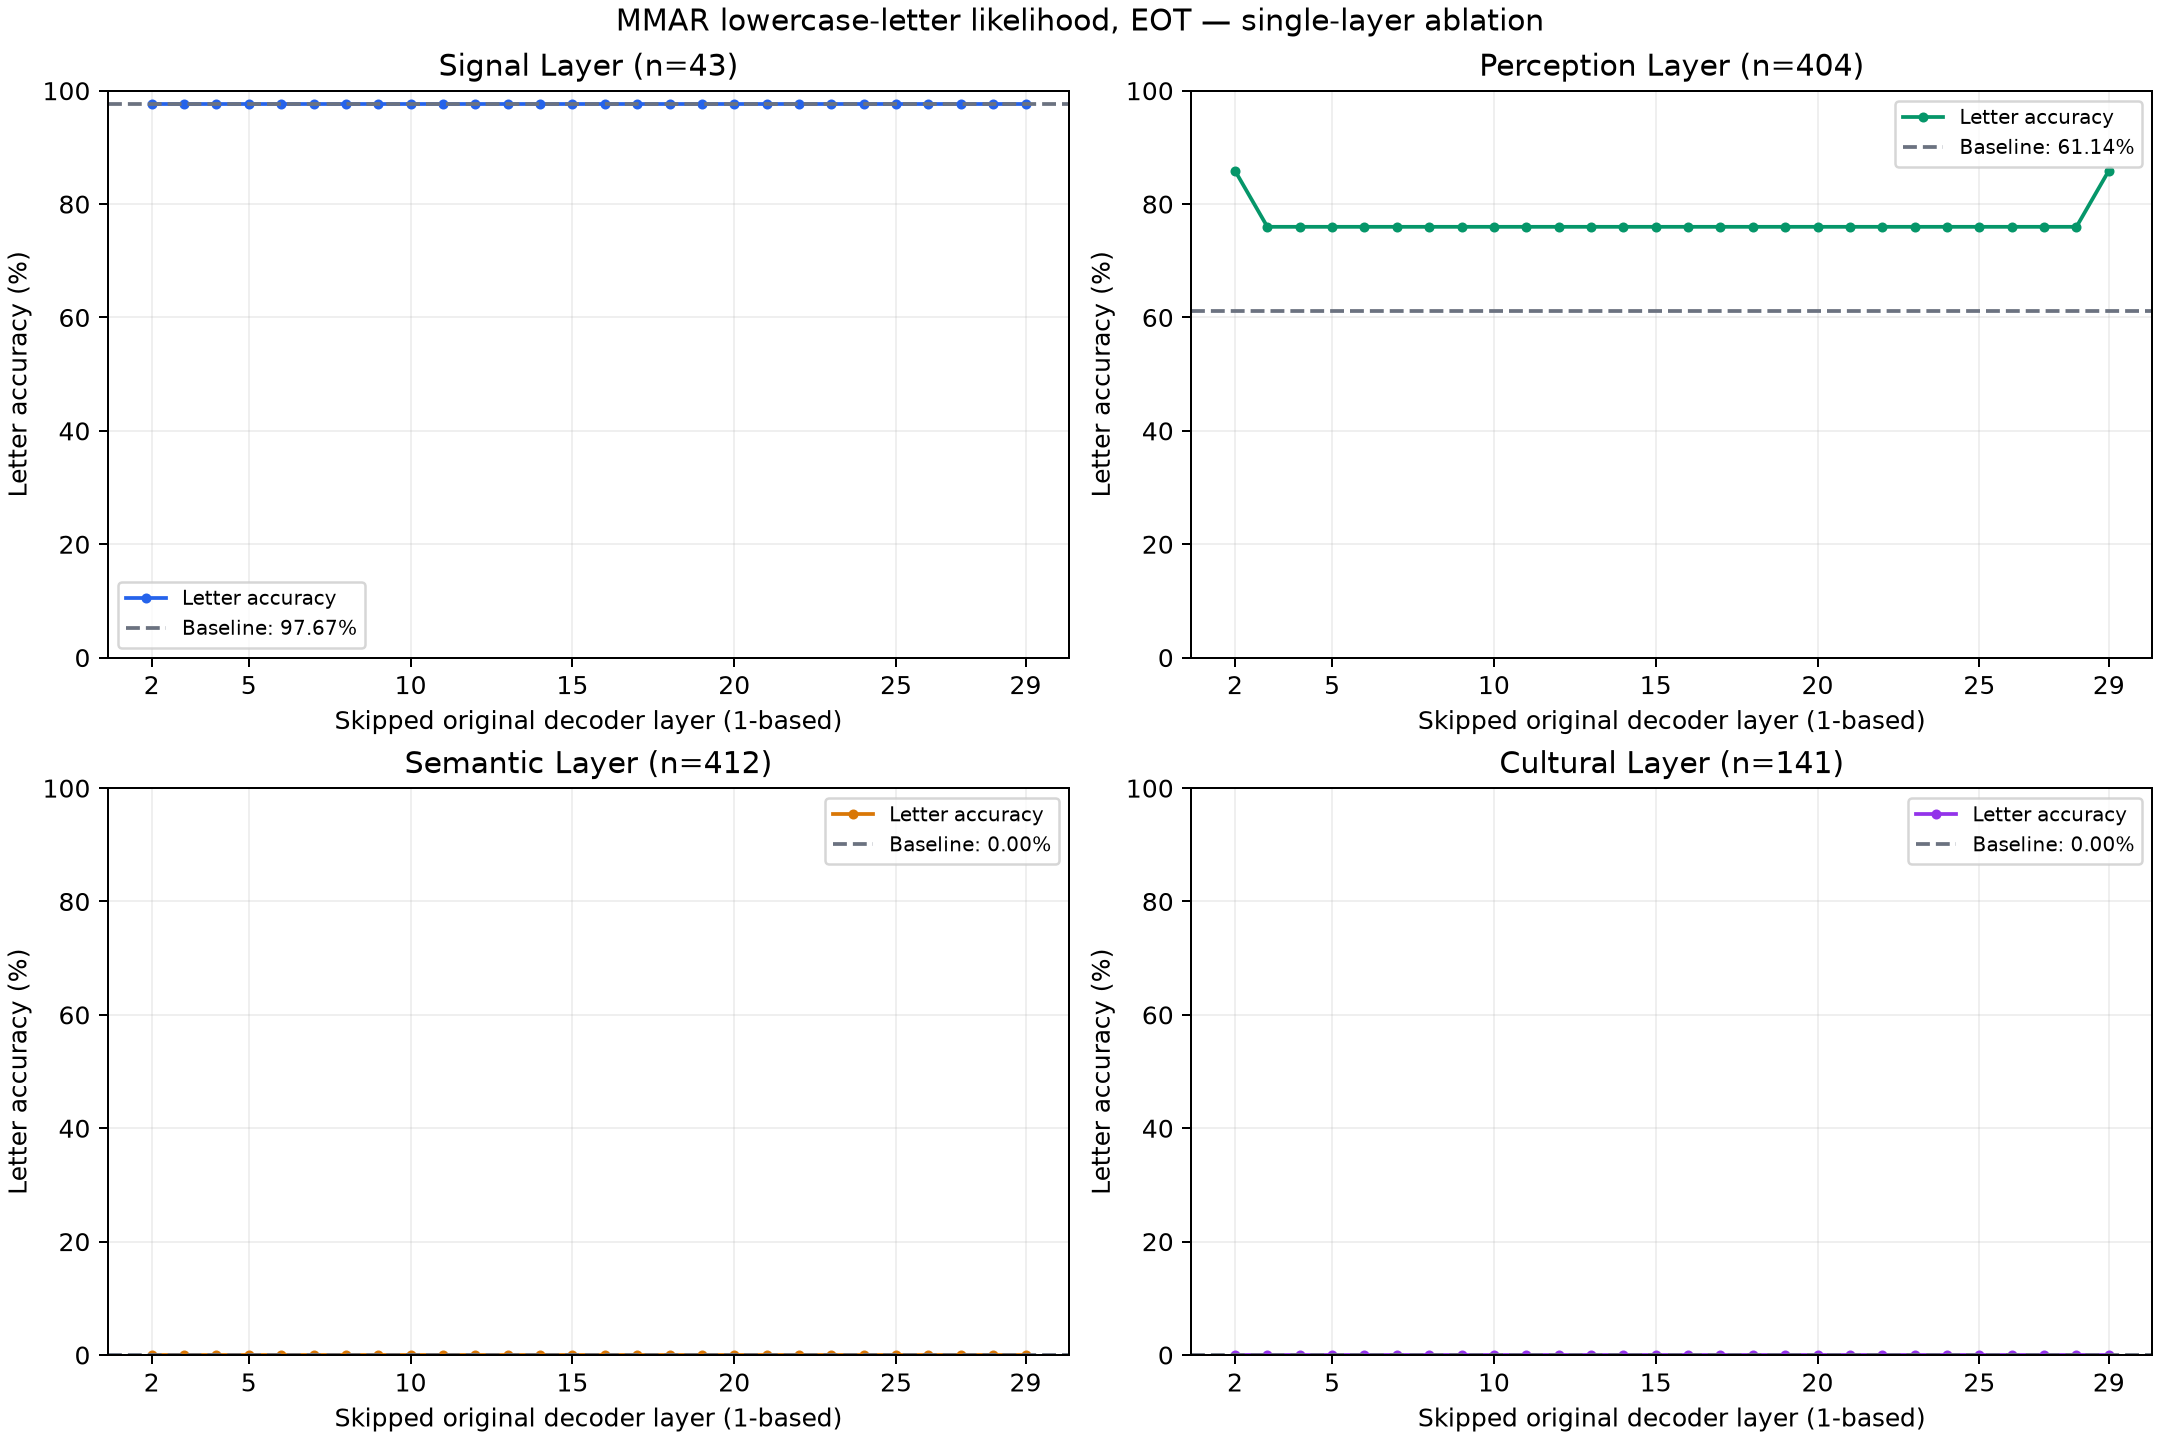 MMAR lowercase-letter likelihood, EOT — single-layer ablation
Signal Layer (n=43)
100
80
60
40
20
0
Letter accuracy (%)
Letter accuracy
Baseline: 97.67%
2 5 10 15 20 25 29
Skipped original decoder layer (1-based)
Perception Layer (n=404)
100
80
60
40
20
0
Letter accuracy (%)
Letter accuracy
Baseline: 61.14%
2 5 10 15 20 25 29
Skipped original decoder layer (1-based)
Semantic Layer (n=412)
100
80
60
40
20
0
Letter accuracy (%)
Letter accuracy
Baseline: 0.00%
2 5 10 15 20 25 29
Skipped original decoder layer (1-based)
Cultural Layer (n=141)
100
80
60
40
20
0
Letter accuracy (%)
Letter accuracy
Baseline: 0.00%
2 5 10 15 20 25 29
Skipped original decoder layer (1-based)